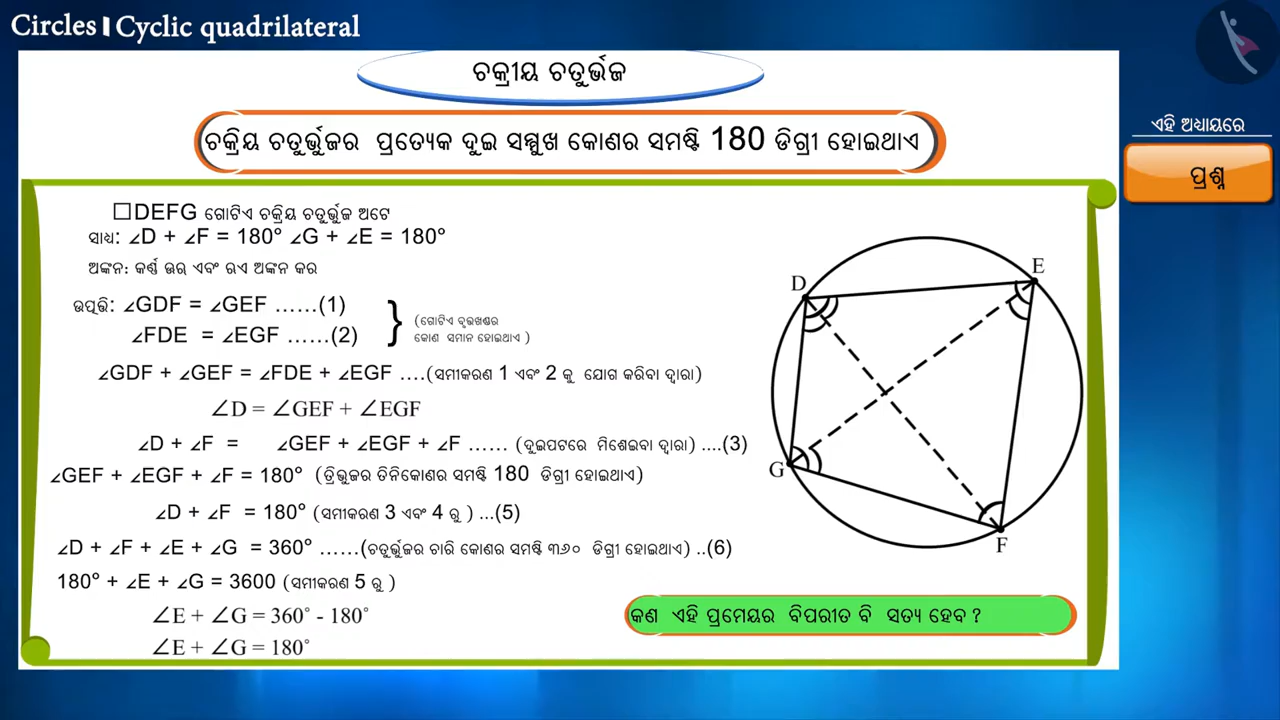 Circles ı Cyclic quadrilateral
ଚକ୍ରୀୟ ଚତୁର୍ଭଜ
ଚକ୍ରିୟ ଚତୁର୍ଭୁଜର ପ୍ରତ୍ୟେକ ଦୁଇ ସମ୍ମୁଖ କୋଣର ସମଷ୍ଟି 180 ଡିଗ୍ରୀ ହୋଇଥାଏ
ଏହି ଅଧ୍ୟାୟରେ
ପ୍ରଶ୍ନ
□DEFG ଗୋଟିଏ ଚକ୍ରିୟ ଚତୁର୍ଭୁଜ ଅଟେ
ସାଧ୍ୟ: ∠D + ∠F = 180° ∠G + ∠E = 180°
ଅଙ୍କନ: କର୍ଣ୍ଣ ଊଋ ଏବଂ ଋଏ ଅଙ୍କନ କର
ଉତ୍ପତ୍ତି: ∠GDF = ∠GEF ......(1)
∠FDE = ∠EGF ......(2)
} (ଗୋଟିଏ ବୃତ୍ତଖଣ୍ଡର
କୋଣ ସମାନ ହୋଇଥାଏ )
∠GDF + ∠GEF = ∠FDE + ∠EGF ....(ସମୀକରଣ 1 ଏବଂ 2 କୁ ଯୋଗ କରିବା ଦ୍ୱାରା)
∠D = ∠GEF + ∠EGF
∠D + ∠F = ∠GEF + ∠EGF + ∠F ...... (ଦୁଇପଟରେ ମିଶେଇବା ଦ୍ୱାରା) ....(3)
∠GEF + ∠EGF + ∠F = 180° (ତ୍ରିଭୁଜର ତିନିକୋଣର ସମଷ୍ଟି 180 ଡିଗ୍ରୀ ହୋଇଥାଏ)
∠D + ∠F = 180° (ସମୀକରଣ 3 ଏବଂ 4 ରୁ ) ...(5)
∠D + ∠F + ∠E + ∠G = 360° ......(ଚତୁର୍ଭୁଜର ଚାରି କୋଣର ସମଷ୍ଟି ୩୬୦ ଡିଗ୍ରୀ ହୋଇଥାଏ) ..(6)
180° + ∠E + ∠G = 3600 (ସମୀକରଣ 5 ରୁ )
∠E + ∠G = 360° - 180°
∠E + ∠G = 180°
D
E
G
F
କଣ ଏହି ପ୍ରମେୟର ବିପରୀତ ବି ସତ୍ୟ ହେବ ?